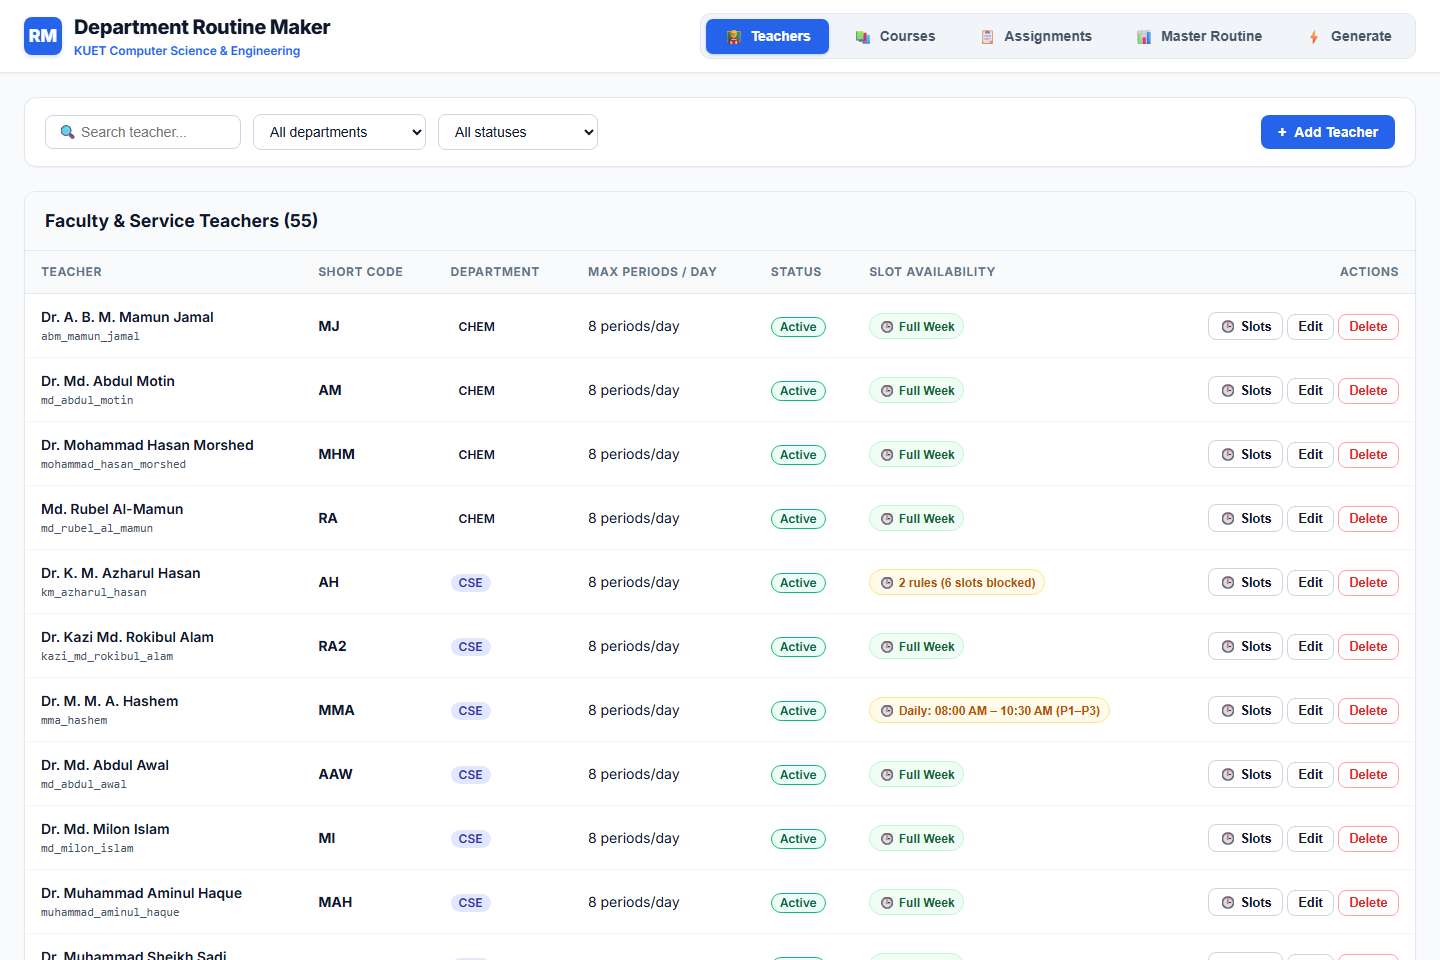 RM
Department Routine Maker
KUET Computer Science & Engineering
Teachers
Courses
Assignments
Master Routine
Generate
Search teacher...
All departments
All statuses
+ Add Teacher
Faculty & Service Teachers (55)
TEACHER SHORT CODE DEPARTMENT MAX PERIODS / DAY STATUS SLOT AVAILABILITY ACTIONS
Dr. A. B. M. Mamun Jamal
abm_mamun_jamal
MJ CHEM 8 periods/day Active Full Week Slots Edit Delete
Dr. Md. Abdul Motin
md_abdul_motin
AM CHEM 8 periods/day Active Full Week Slots Edit Delete
Dr. Mohammad Hasan Morshed
mohammad_hasan_morshed
MHM CHEM 8 periods/day Active Full Week Slots Edit Delete
Md. Rubel Al-Mamun
md_rubel_al_mamun
RA CHEM 8 periods/day Active Full Week Slots Edit Delete
Dr. K. M. Azharul Hasan
km_azharul_hasan
AH CSE 8 periods/day Active 2 rules (6 slots blocked) Slots Edit Delete
Dr. Kazi Md. Rokibul Alam
kazi_md_rokibul_alam
RA2 CSE 8 periods/day Active Full Week Slots Edit Delete
Dr. M. M. A. Hashem
mma_hashem
MMA CSE 8 periods/day Active Daily: 08:00 AM – 10:30 AM (P1–P3) Slots Edit Delete
Dr. Md. Abdul Awal
md_abdul_awal
AAW CSE 8 periods/day Active Full Week Slots Edit Delete
Dr. Md. Milon Islam
md_milon_islam
MI CSE 8 periods/day Active Full Week Slots Edit Delete
Dr. Muhammad Aminul Haque
muhammad_aminul_haque
MAH CSE 8 periods/day Active Full Week Slots Edit Delete
Dr. Muhammad Sheikh Sadi